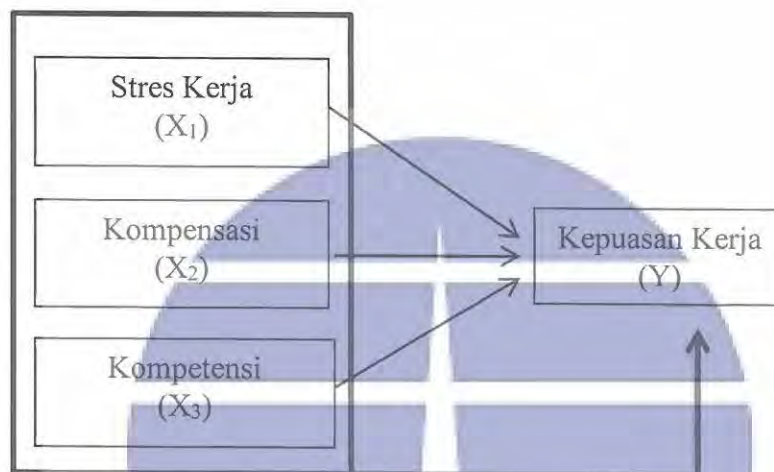 Stres Kerja
(X₁)
Kompensasi
(X₂)
Kepuasan Kerja
(Y)
Kompetensi
(X₃)